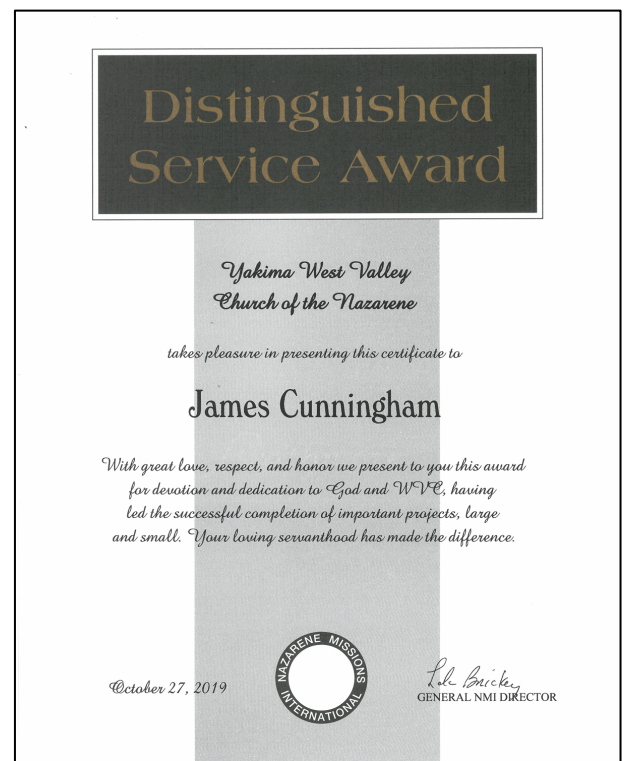 Distinguished
Service Award
Yakima West Valley
Church of the Nazarene
takes pleasure in presenting this certificate to
James Cunningham
With great love, respect, and honor we present to you this award
for devotion and dedication to God and WVC, having
led the successful completion of important projects, large
and small. Your loving servanthood has made the difference.
NAZARENE MISSIONS
INTERNATIONAL
October 27, 2019
Lola Brickey
GENERAL NMI DIRECTOR